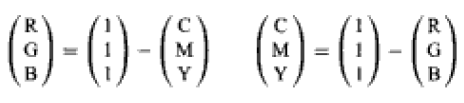 (R G B) = (1 1 1) - (C M Y)    (C M Y) = (1 1 1) - (R G B)